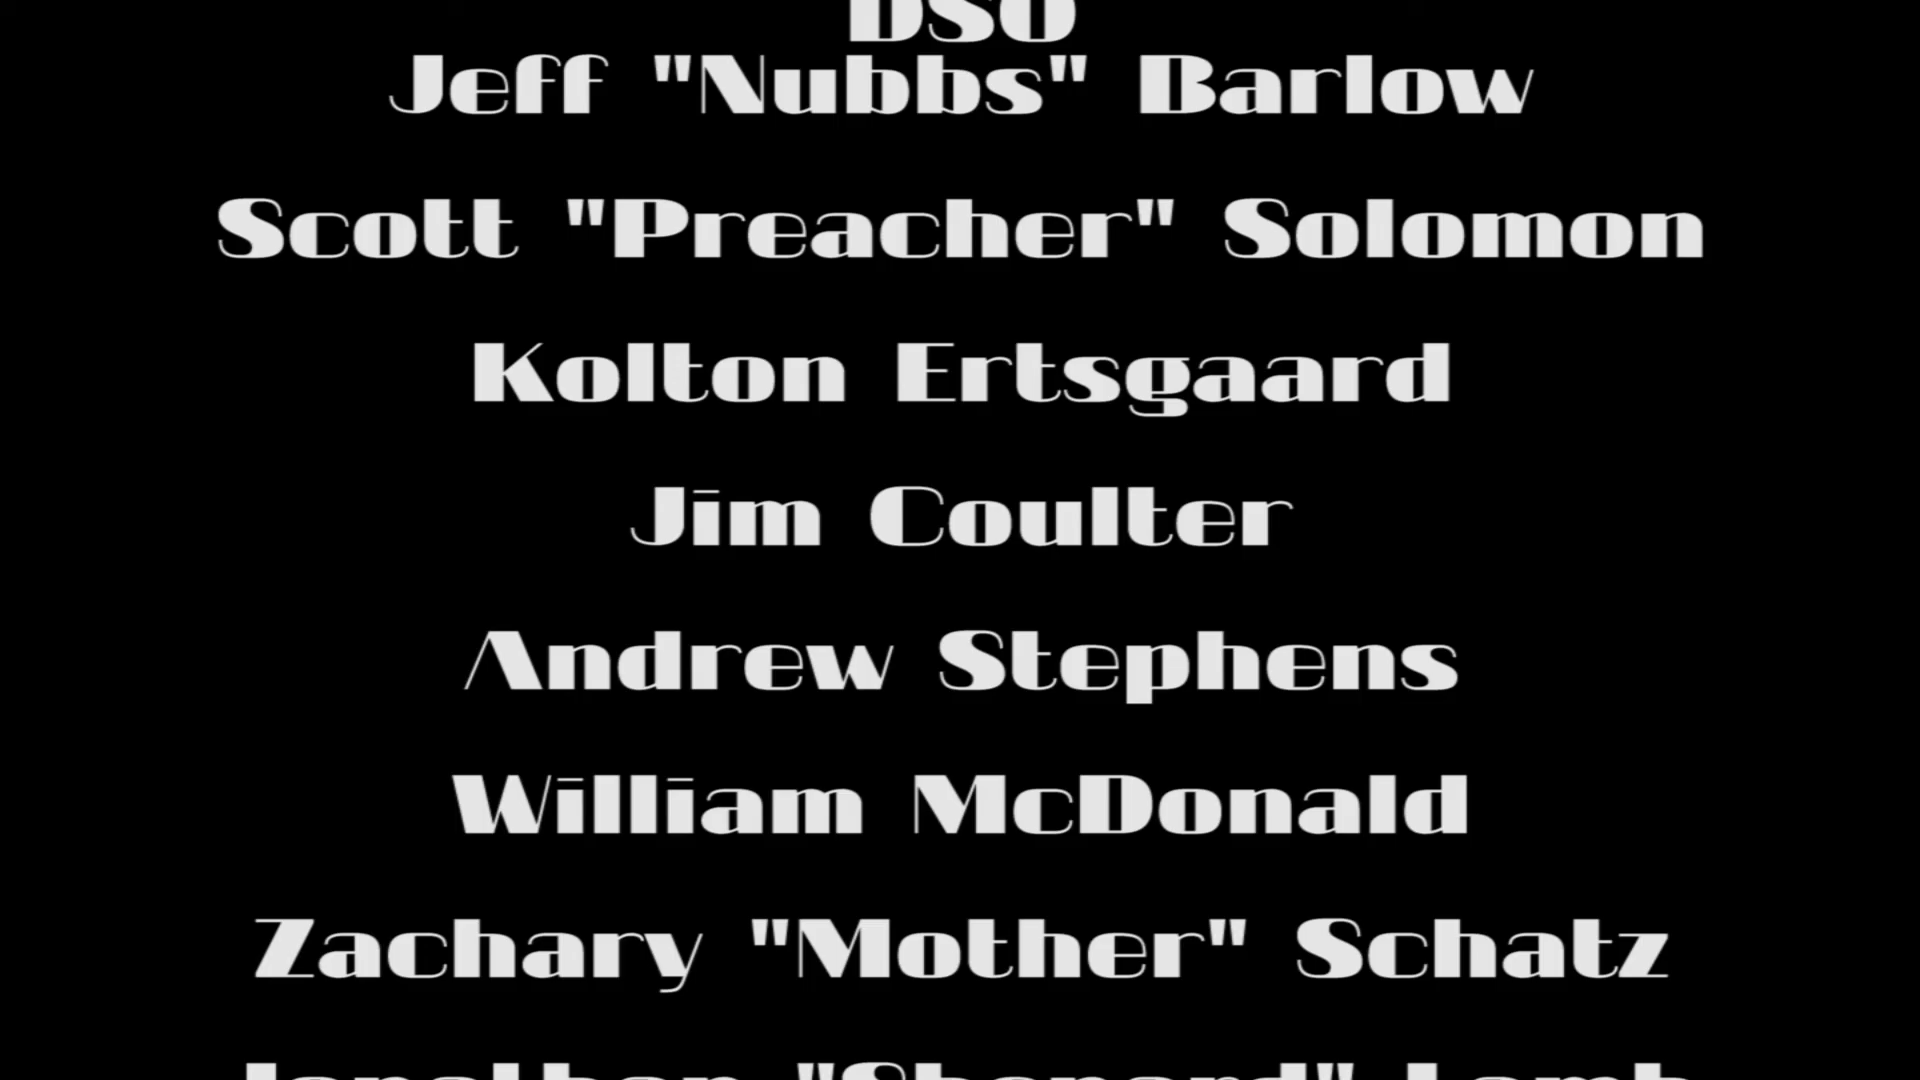 DSO
Jeff "Nubbs" Barlow
Scott "Preacher" Solomon
Kolton Ertsgaard
Jim Coulter
Andrew Stephens
William McDonald
Zachary "Mother" Schatz